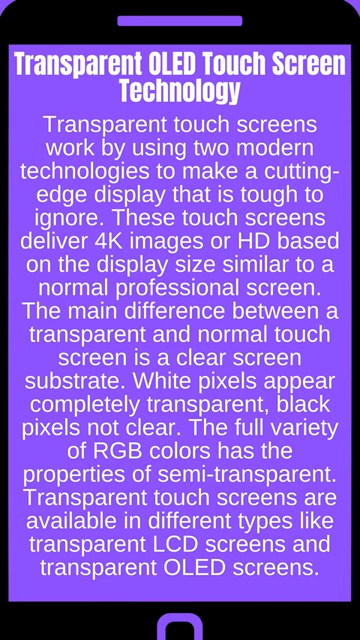 Transparent OLED Touch Screen
Technology
Transparent touch screens
work by using two modern
technologies to make a cutting-
edge display that is tough to
ignore. These touch screens
deliver 4K images or HD based
on the display size similar to a
normal professional screen.
The main difference between a
transparent and normal touch
screen is a clear screen
substrate. White pixels appear
completely transparent, black
pixels not clear. The full variety
of RGB colors has the
properties of semi-transparent.
Transparent touch screens are
available in different types like
transparent LCD screens and
transparent OLED screens.